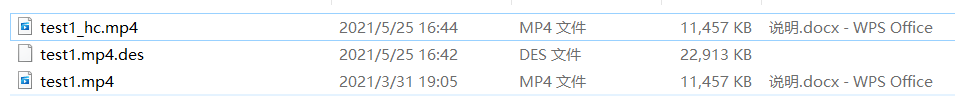 test1_hc.mp4 2021/5/25 16:44 MP4 文件 11,457 KB 说明.docx - WPS Office
test1.mp4.des 2021/5/25 16:42 DES 文件 22,913 KB
test1.mp4 2021/3/31 19:05 MP4 文件 11,457 KB 说明.docx - WPS Office